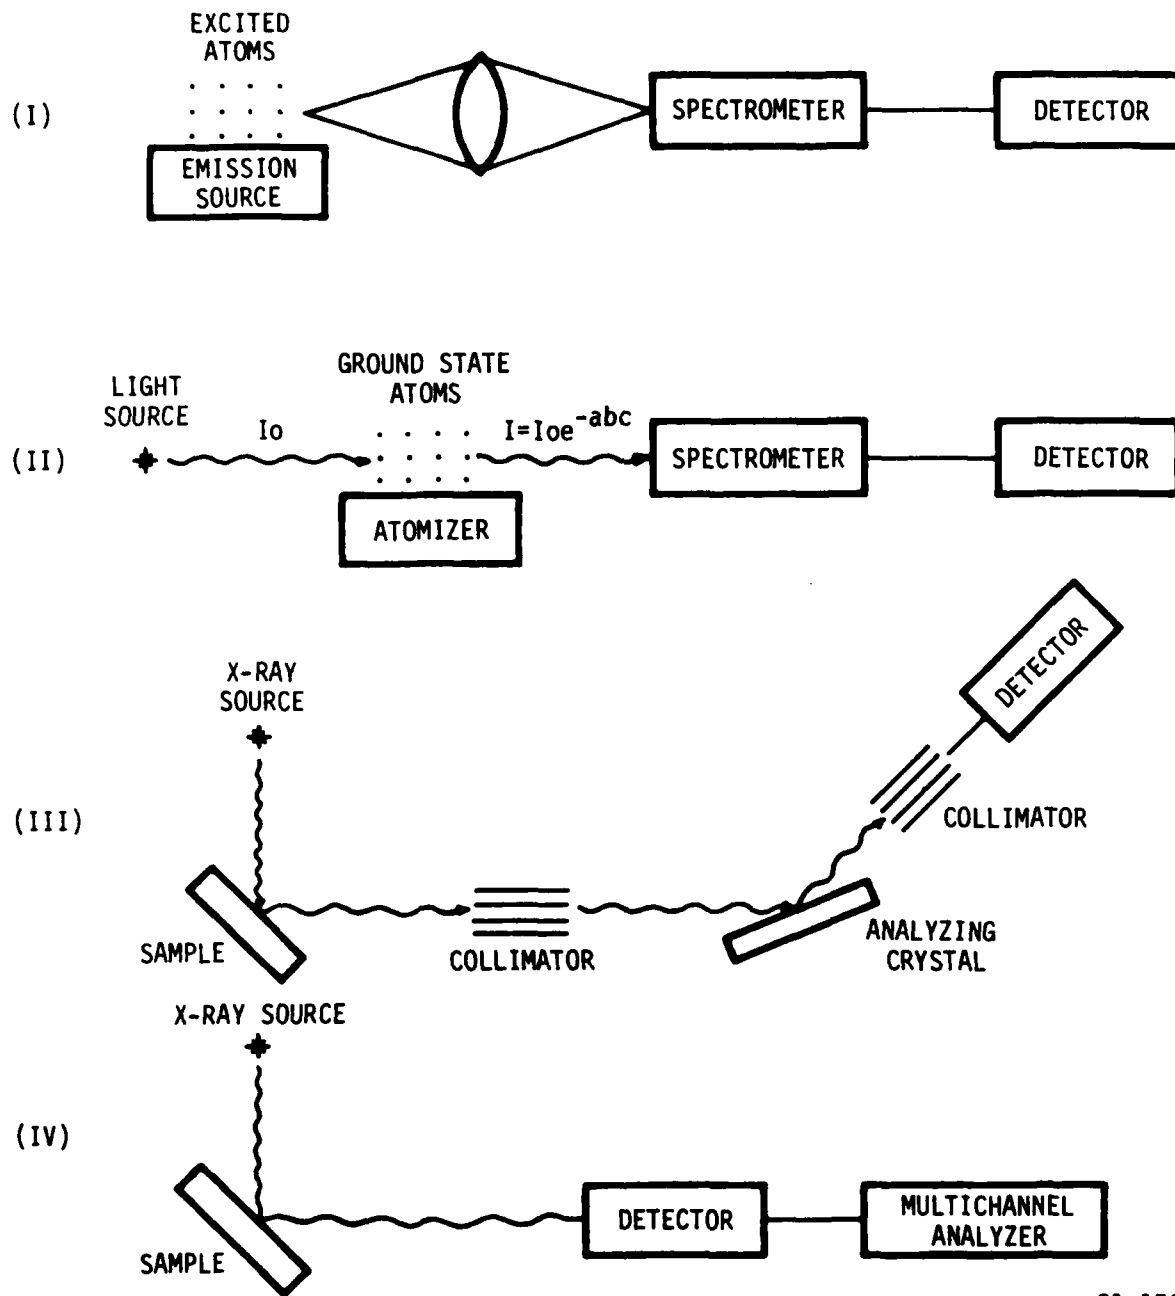 EXCITED
ATOMS
(I)
EMISSION
SOURCE
SPECTROMETER
DETECTOR
LIGHT
SOURCE
GROUND STATE
ATOMS
(II)
Io
I=Ioe-abc
SPECTROMETER
DETECTOR
ATOMIZER
X-RAY
SOURCE
DETECTOR
(III)
COLLIMATOR
SAMPLE
COLLIMATOR
ANALYZING
CRYSTAL
X-RAY SOURCE
(IV)
DETECTOR
MULTICHANNEL
ANALYZER
SAMPLE